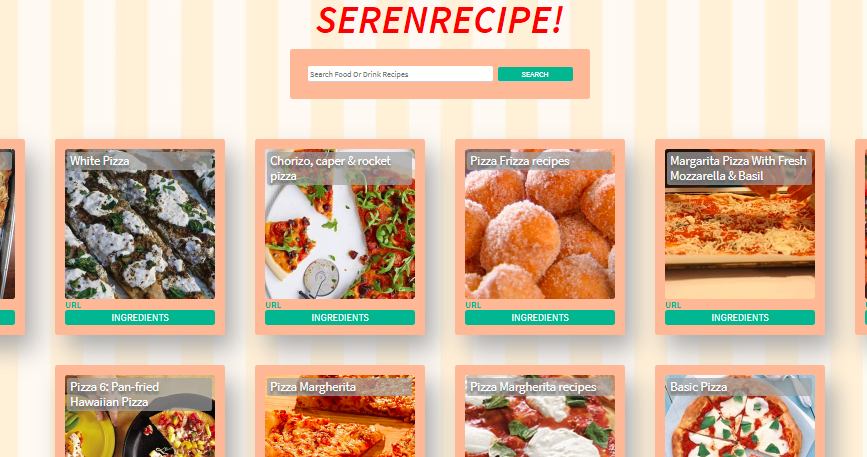 SERENRECIPE!
Search Food Or Drink Recipes
SEARCH
White Pizza
URL
INGREDIENTS
Chorizo, caper & rocket
pizza
URL
INGREDIENTS
Pizza Frizza recipes
URL
INGREDIENTS
Margarita Pizza With Fresh
Mozzarella & Basil
URL
INGREDIENTS
Pizza 6: Pan-fried
Hawaiian Pizza
Pizza Margherita
Pizza Margherita recipes
Basic Pizza